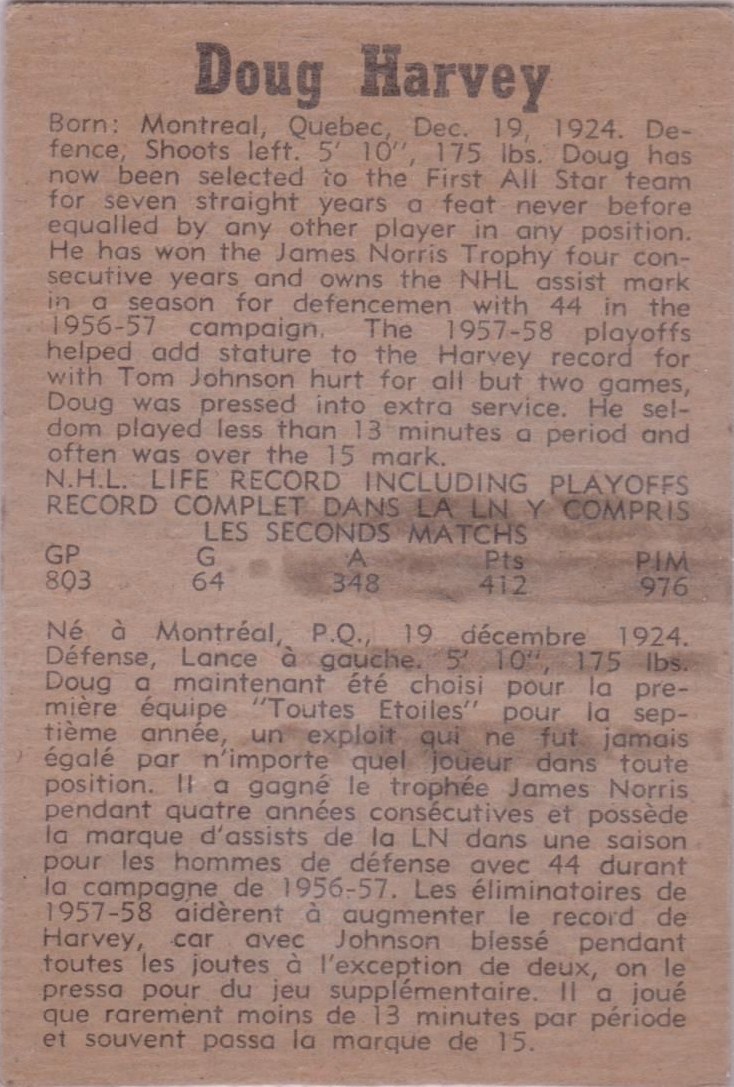 Doug Harvey
Born: Montreal, Quebec, Dec. 19, 1924. De-
fence, Shoots left. 5' 10'', 175 lbs. Doug has
now been selected to the First All Star team
for seven straight years a feat never before
equalled by any other player in any position.
He has won the James Norris Trophy four con-
secutive years and owns the NHL assist mark
in a season for defencemen with 44 in the
1956-57 campaign. The 1957-58 playoffs
helped add stature to the Harvey record for
with Tom Johnson hurt for all but two games,
Doug was pressed into extra service. He sel-
dom played less than 13 minutes a period and
often was over the 15 mark.
N.H.L. LIFE RECORD INCLUDING PLAYOFFS
RECORD COMPLET DANS LA LN Y COMPRIS
LES SECONDS MATCHS
GP G A Pts PIM
803 64 348 412 976
Né à Montréal, P.Q., 19 décembre 1924.
Défense, Lance à gauche. 5' 10'', 175 lbs.
Doug a maintenant été choisi pour la pre-
mière équipe "Toutes Etoiles" pour la sep-
tième année, un exploit qui ne fut jamais
égalé par n'importe quel joueur dans toute
position. Il a gagné le trophée James Norris
pendant quatre années consécutives et possède
la marque d'assists de la LN dans une saison
pour les hommes de défense avec 44 durant
la campagne de 1956-57. Les éliminatoires de
1957-58 aidèrent à augmenter le record de
Harvey, car avec Johnson blessé pendant
toutes les joutes à l'exception de deux, on le
pressa pour du jeu supplémentaire. Il a joué
que rarement moins de 13 minutes par période
et souvent passa la marque de 15.